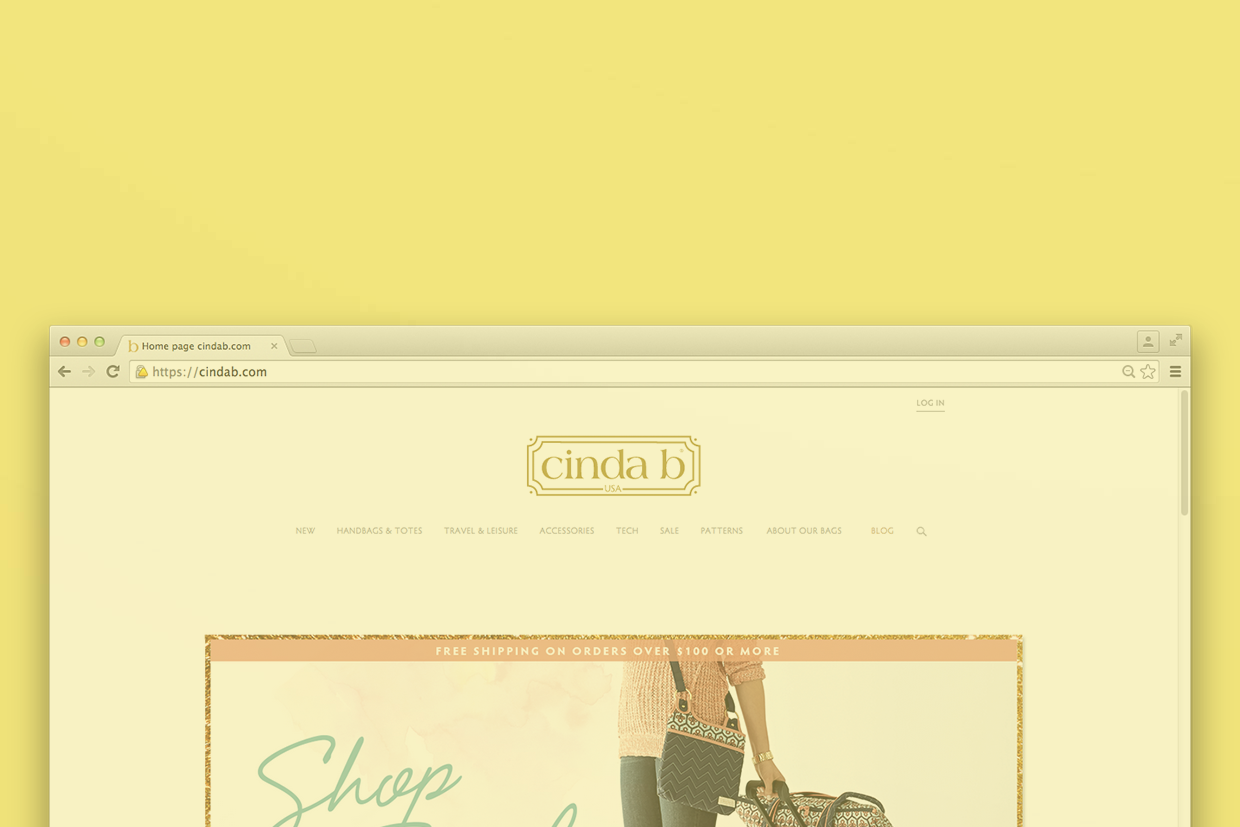 Home page cindab.com
https://cindab.com
LOG IN
cinda b
USA
NEW HANDBAGS & TOTES TRAVEL & LEISURE ACCESSORIES TECH SALE PATTERNS ABOUT OUR BAGS BLOG
FREE SHIPPING ON ORDERS OVER $100 OR MORE
Shop